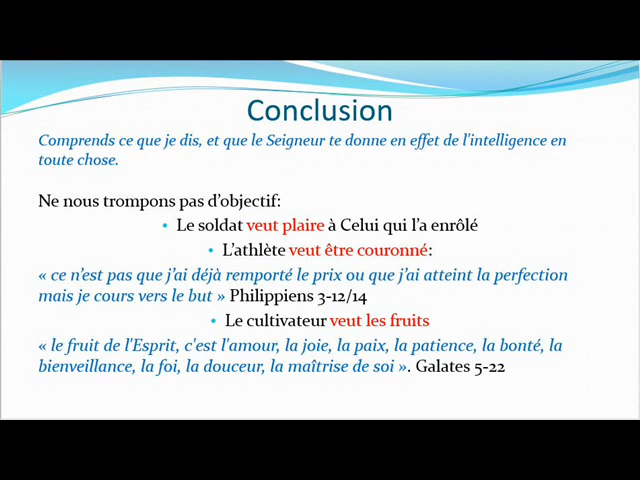 Conclusion
Comprends ce que je dis, et que le Seigneur te donne en effet de l'intelligence en
toute chose.
Ne nous trompons pas d’objectif:
• Le soldat veut plaire à Celui qui l’a enrôlé
• L’athlète veut être couronné:
« ce n’est pas que j’ai déjà remporté le prix ou que j’ai atteint la perfection
mais je cours vers le but » Philippiens 3-12/14
• Le cultivateur veut les fruits
« le fruit de l'Esprit, c'est l'amour, la joie, la paix, la patience, la bonté, la
bienveillance, la foi, la douceur, la maîtrise de soi ». Galates 5-22